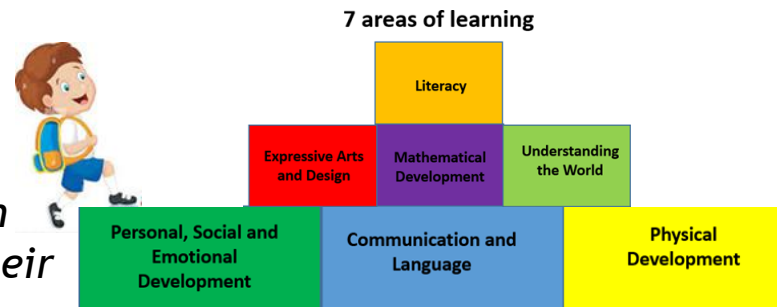 7 areas of learning
Literacy
Expressive Arts
and Design
Mathematical
Development
Understanding
the World
Personal, Social and
Emotional
Development
Communication and
Language
Physical
Development
eir